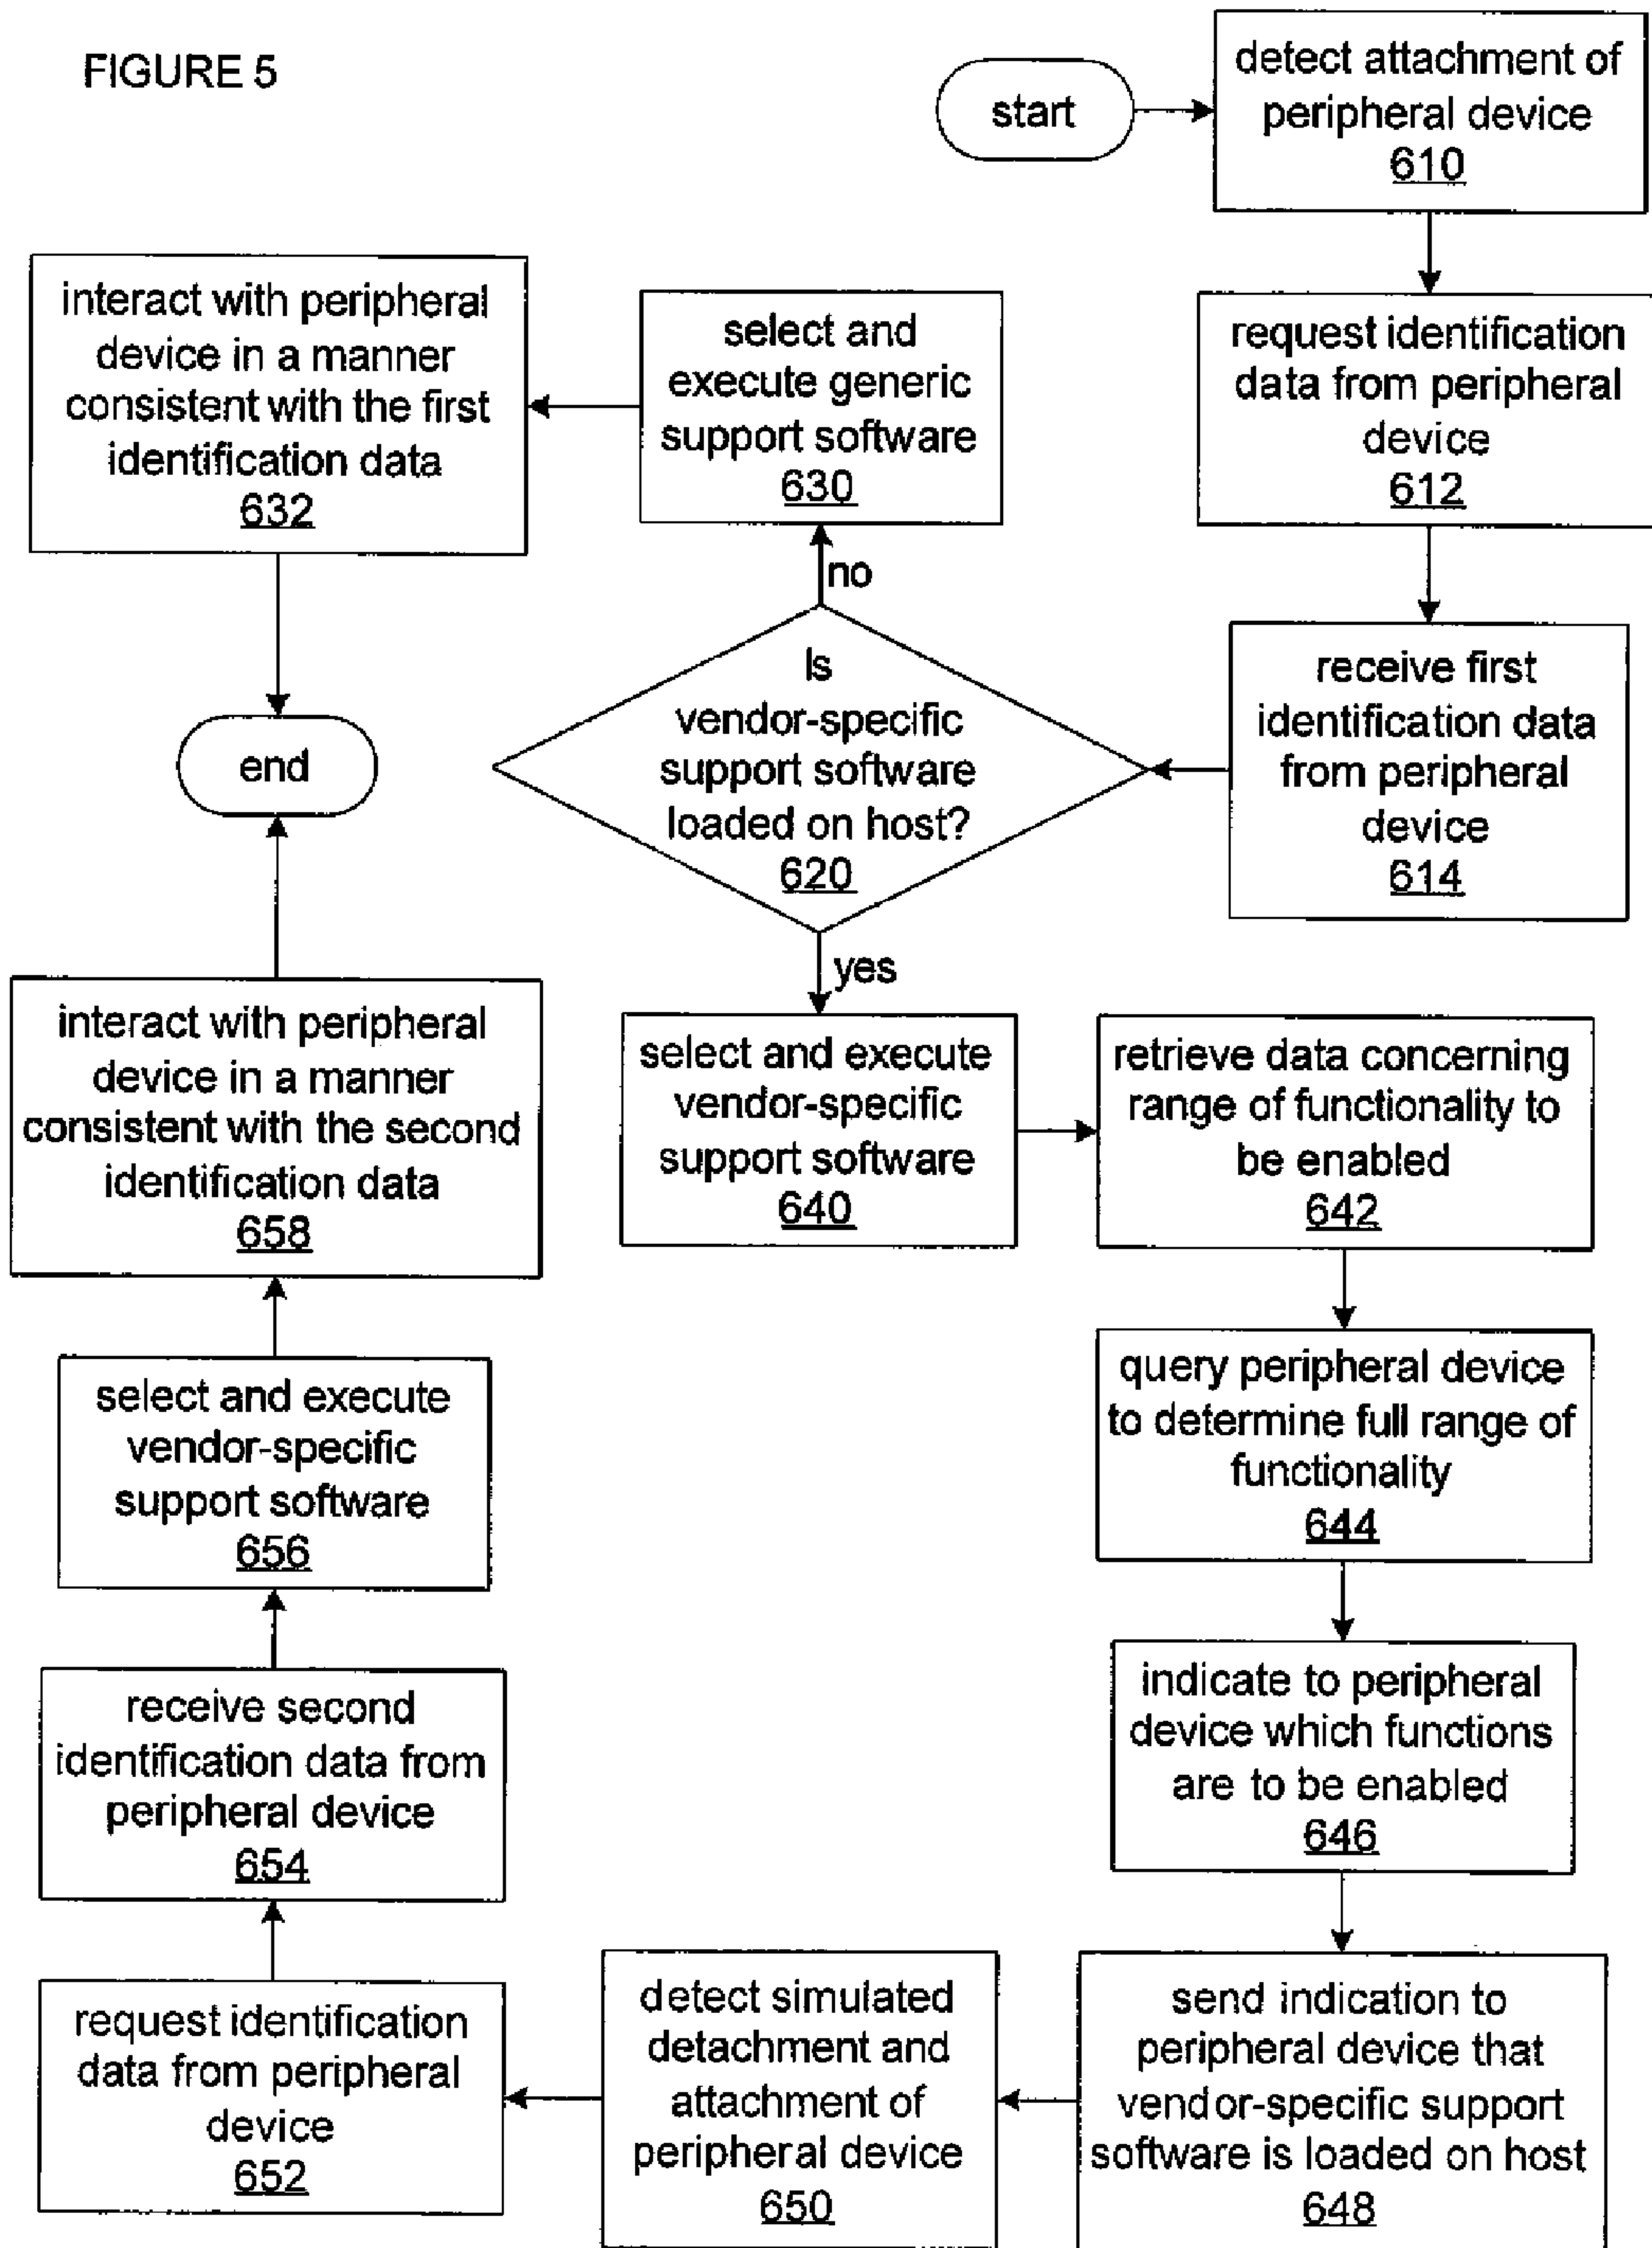 FIGURE 5
start
detect attachment of
peripheral device
610
request identification
data from peripheral
device
612
receive first
identification data
from peripheral
device
614
Is
vendor-specific
support software
loaded on host?
620
no
select and
execute generic
support software
630
interact with peripheral
device in a manner
consistent with the first
identification data
632
end
yes
select and execute
vendor-specific
support software
640
retrieve data concerning
range of functionality to
be enabled
642
query peripheral device
to determine full range of
functionality
644
indicate to peripheral
device which functions
are to be enabled
646
send indication to
peripheral device that
vendor-specific support
software is loaded on host
648
detect simulated
detachment and
attachment of
peripheral device
650
request identification
data from peripheral
device
652
receive second
identification data from
peripheral device
654
select and execute
vendor-specific
support software
656
interact with peripheral
device in a manner
consistent with the second
identification data
658